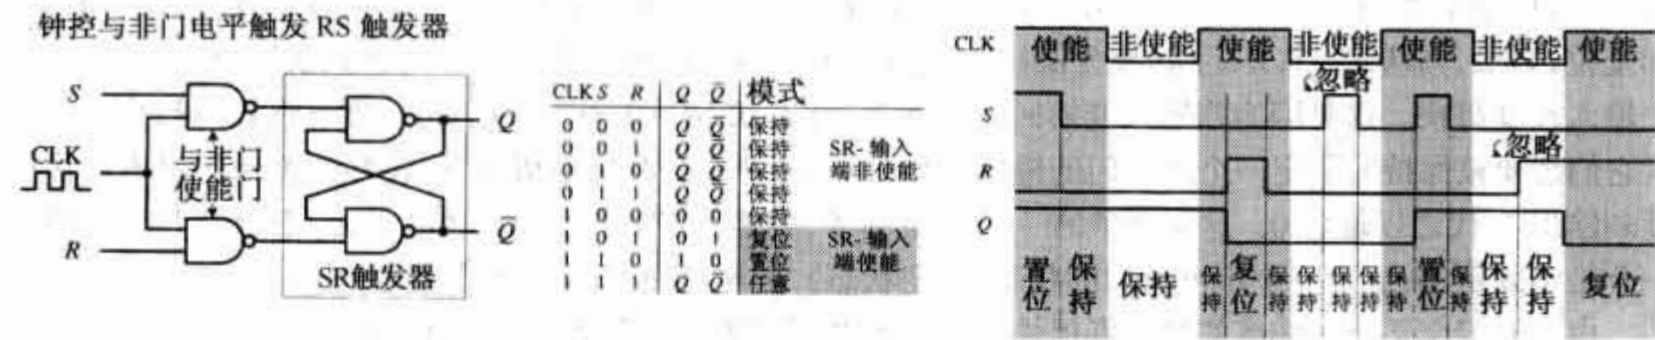 钟控与非门电平触发 RS 触发器
S
CLK
R
与非门
使能门
Q
Q̅
SR触发器
CLK S R Q Q̅ 模式
0 0 0 Q Q̅ 保持
0 0 1 Q Q̅ 保持
0 1 0 Q Q̅ 保持
0 1 1 Q Q̅ 保持
1 0 0 0 0 保持
1 0 1 0 1 复位
1 1 0 1 0 置位
1 1 1 Q Q̅ 任意
SR- 输入
端非使能
SR- 输入
端使能
CLK 使能 非使能 使能 非使能 使能 非使能 使能
忽略
S
忽略
R
Q
置位 保持 保持 保持 复位 保持 保持 保持 保持 保持 置位 保持 保持 保持 复位